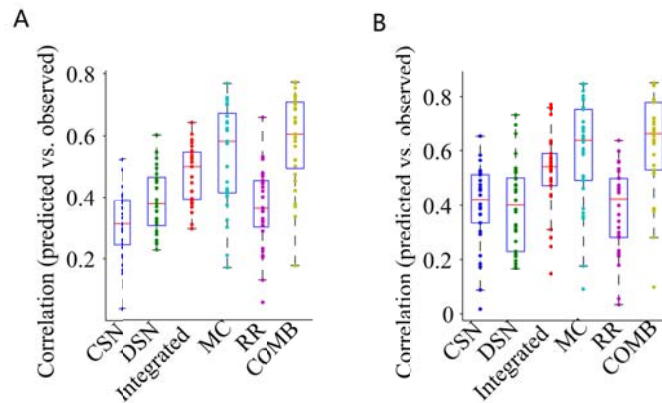 A
Correlation (predicted vs. observed)
0.8
0.6
0.4
0.2
CSN
DSN
Integrated
MC
RR
COMB
B
Correlation (predicted vs. observed)
0.8
0.6
0.4
0.2
0
CSN
DSN
Integrated
MC
RR
COMB